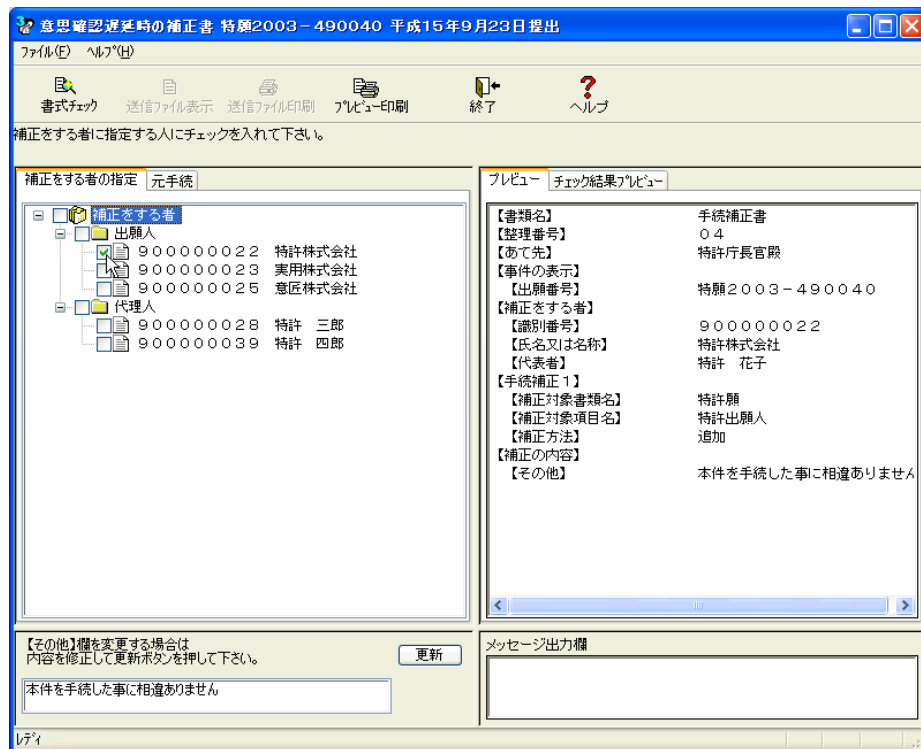 意思確認遅延時の補正書 特願2003-490040 平成15年9月23日提出
ファイル(F) ヘルプ(H)
書式チェック 送信ファイル表示 送信ファイル印刷 プレビュー印刷 終了 ヘルプ
補正をする者に指定する人にチェックを入れて下さい。
補正をする者の指定 元手続
補正をする者
出願人
900000022 特許株式会社
900000023 実用株式会社
900000025 意匠株式会社
代理人
900000028 特許 三郎
900000039 特許 四郎
プレビュー チェック結果プレビュー
【書類名】 手続補正書
【整理番号】 04
【あて先】 特許庁長官殿
【事件の表示】
【出願番号】 特願2003-490040
【補正をする者】
【識別番号】 900000022
【氏名又は名称】 特許株式会社
【代表者】 特許 花子
【手続補正1】
【補正対象書類名】 特許願
【補正対象項目名】 特許出願人
【補正方法】 追加
【補正の内容】
【その他】 本件を手続した事に相違ありません
【その他】欄を変更する場合は
内容を修正して更新ボタンを押して下さい。
更新
本件を手続した事に相違ありません
メッセージ出力欄
レディ